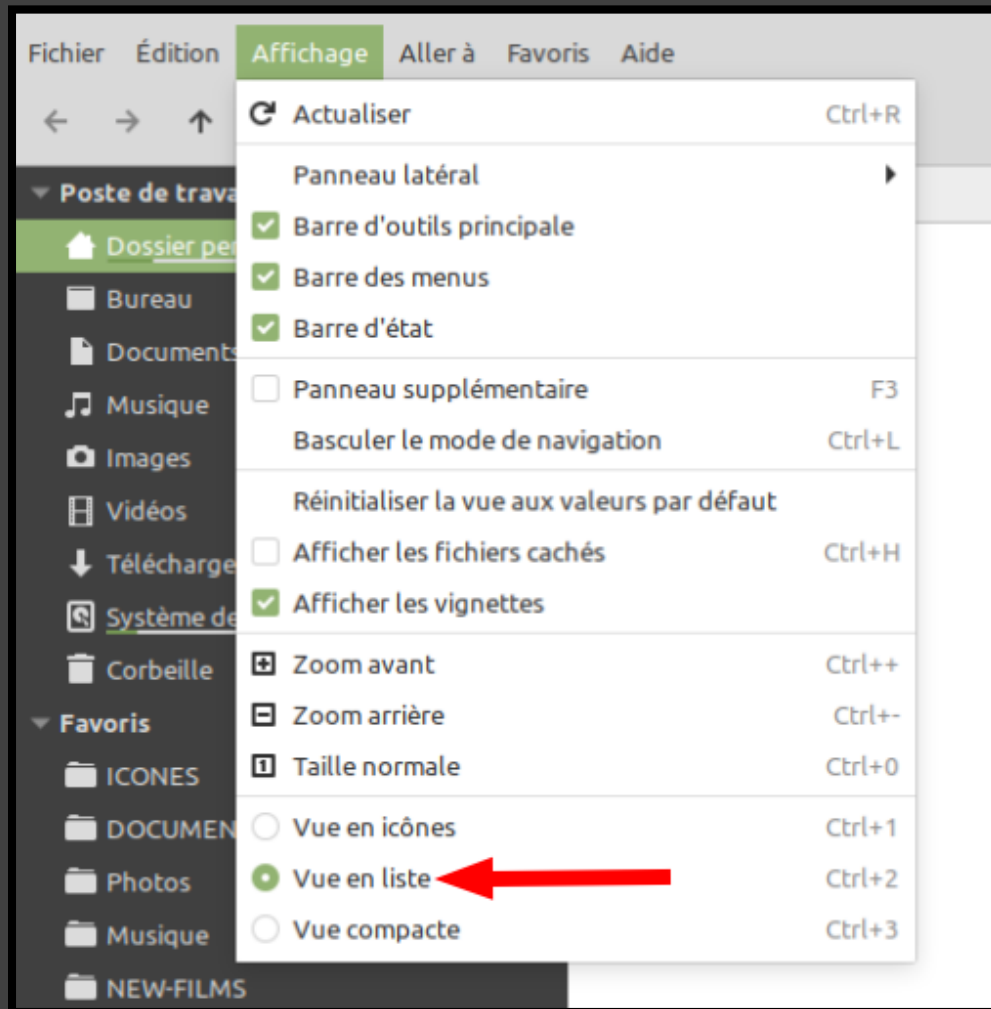 Fichier Édition Affichage Aller à Favoris Aide
Actualiser Ctrl+R
Panneau latéral
Barre d'outils principale
Barre des menus
Barre d'état
Panneau supplémentaire F3
Basculer le mode de navigation Ctrl+L
Réinitialiser la vue aux valeurs par défaut
Afficher les fichiers cachés Ctrl+H
Afficher les vignettes
Zoom avant Ctrl++
Zoom arrière Ctrl+-
Taille normale Ctrl+0
Vue en icônes Ctrl+1
Vue en liste Ctrl+2
Vue compacte Ctrl+3
Poste de trava
Dossier per
Bureau
Documents
Musique
Images
Vidéos
Télécharge
Système de
Corbeille
Favoris
ICONES
DOCUMEN
Photos
Musique
NEW-FILMS